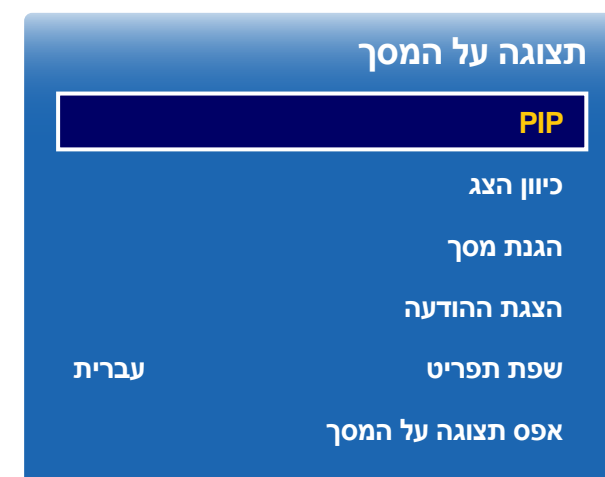 תצוגה על המסך
PIP
כיוון הצג
הגנת מסך
הצגת ההודעה
שפת תפריט עברית
אפס תצוגה על המסך